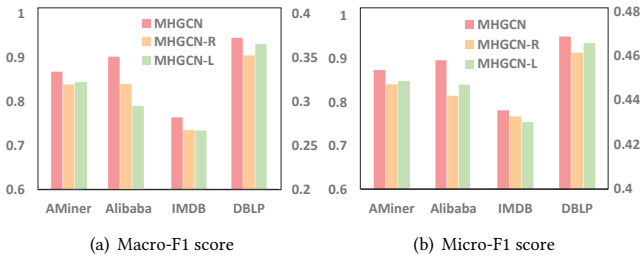 1
0.9
0.8
0.7
0.6
0.4
0.35
0.3
0.25
0.2
MHGCN
MHGCN-R
MHGCN-L
AMiner Alibaba IMDB DBLP
(a) Macro-F1 score
1
0.9
0.8
0.7
0.6
0.48
0.46
0.44
0.42
0.4
MHGCN
MHGCN-R
MHGCN-L
AMiner Alibaba IMDB DBLP
(b) Micro-F1 score